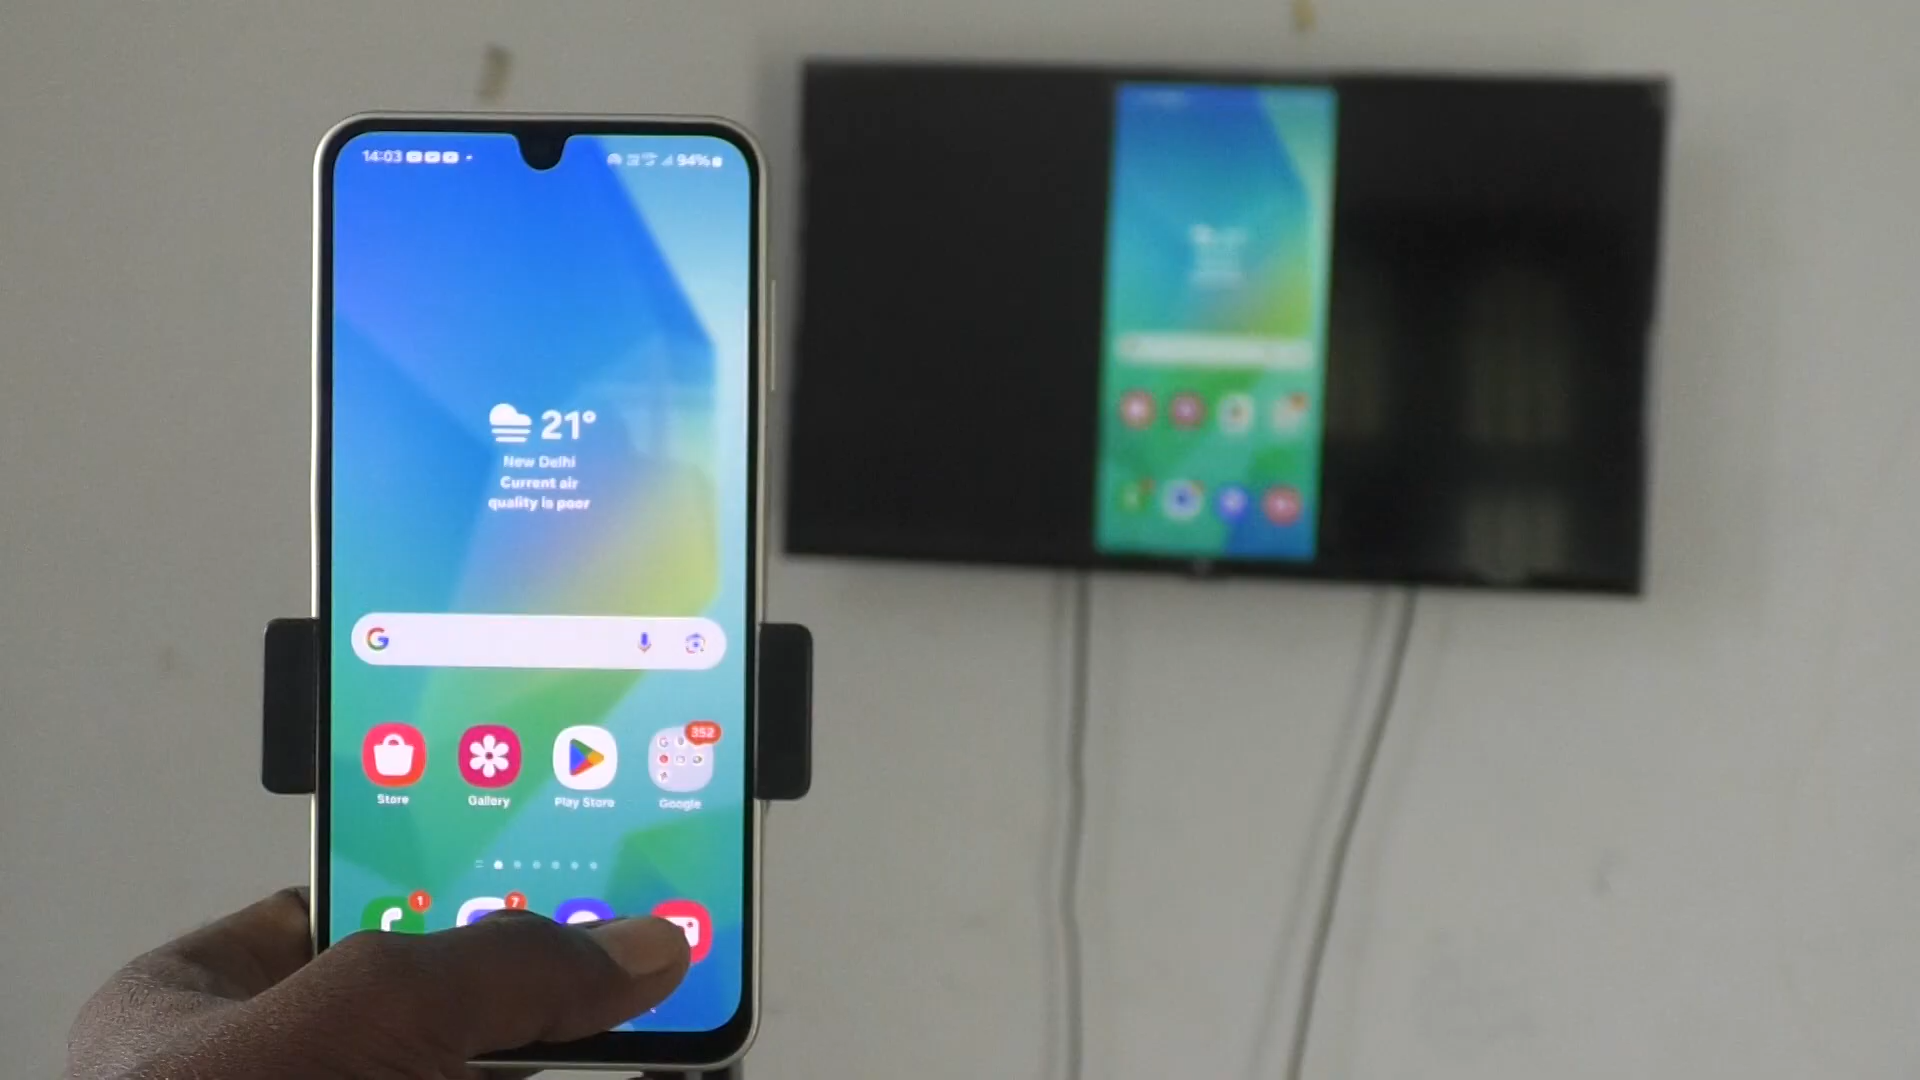 14:03
94%
21°
New Delhi
Current air
quality is poor
G
352
Store
Gallery
Play Store
Google
1
7